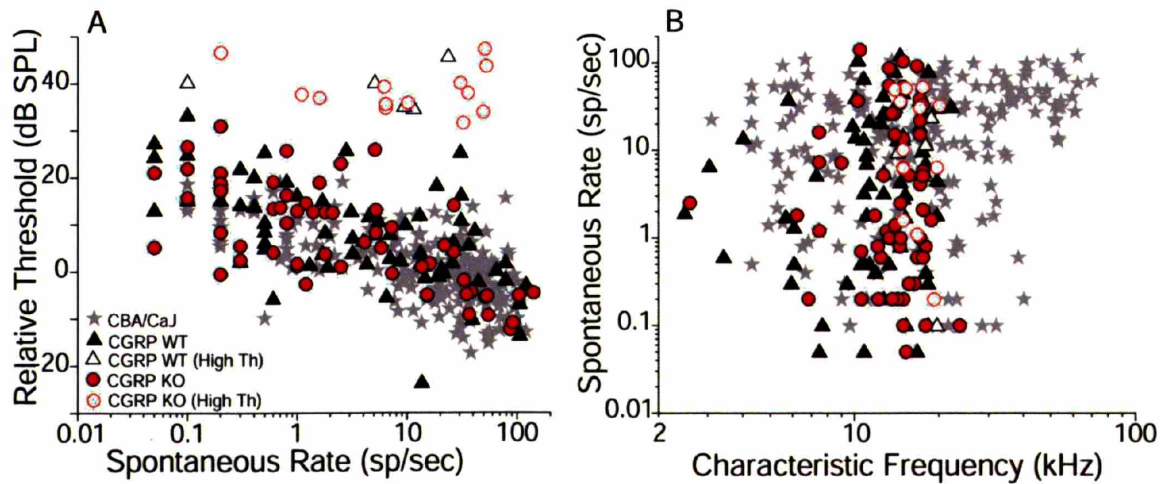 A
Relative Threshold (dB SPL)
40
20
0
20
CBA/CaJ
CGRP WT
CGRP WT (High Th)
CGRP KO
CGRP KO (High Th)
0.01 0.1 1 10 100
Spontaneous Rate (sp/sec)
B
Spontaneous Rate (sp/sec)
100
10
1
0.1
0.01
2 10 100
Characteristic Frequency (kHz)